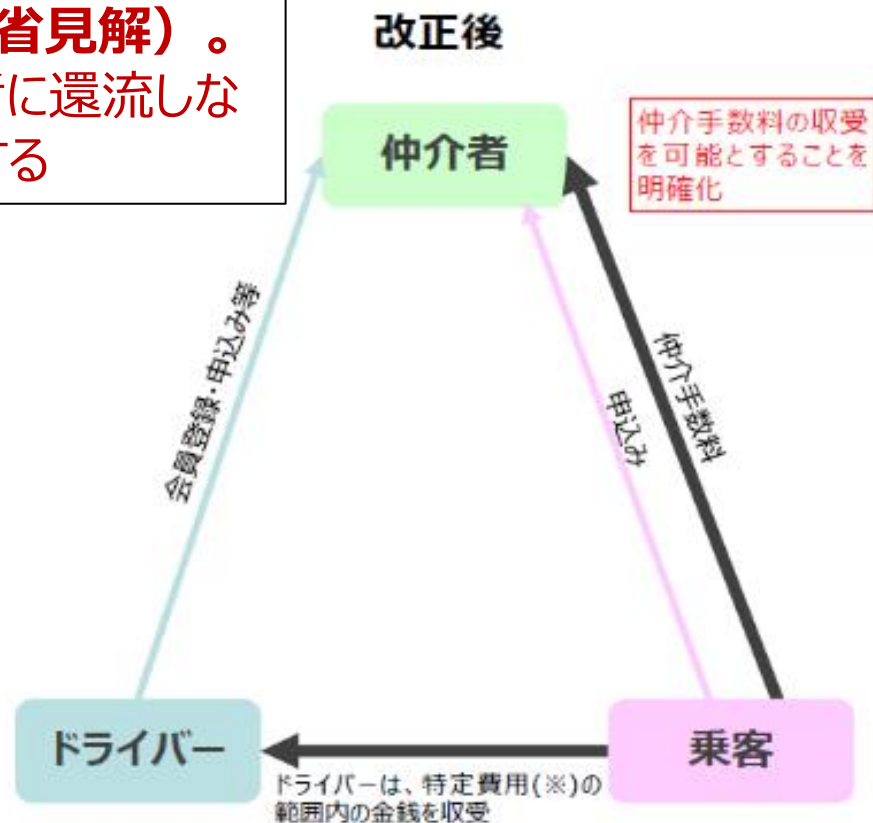 省見解）。
に還流しな
する
改正後
仲介者
仲介手数料の収受
を可能とすることを
明確化
会員登録・申込み等
申込み
仲介手数料
ドライバー
乗客
ドライバーは、特定費用(※)の
範囲内の金銭を収受